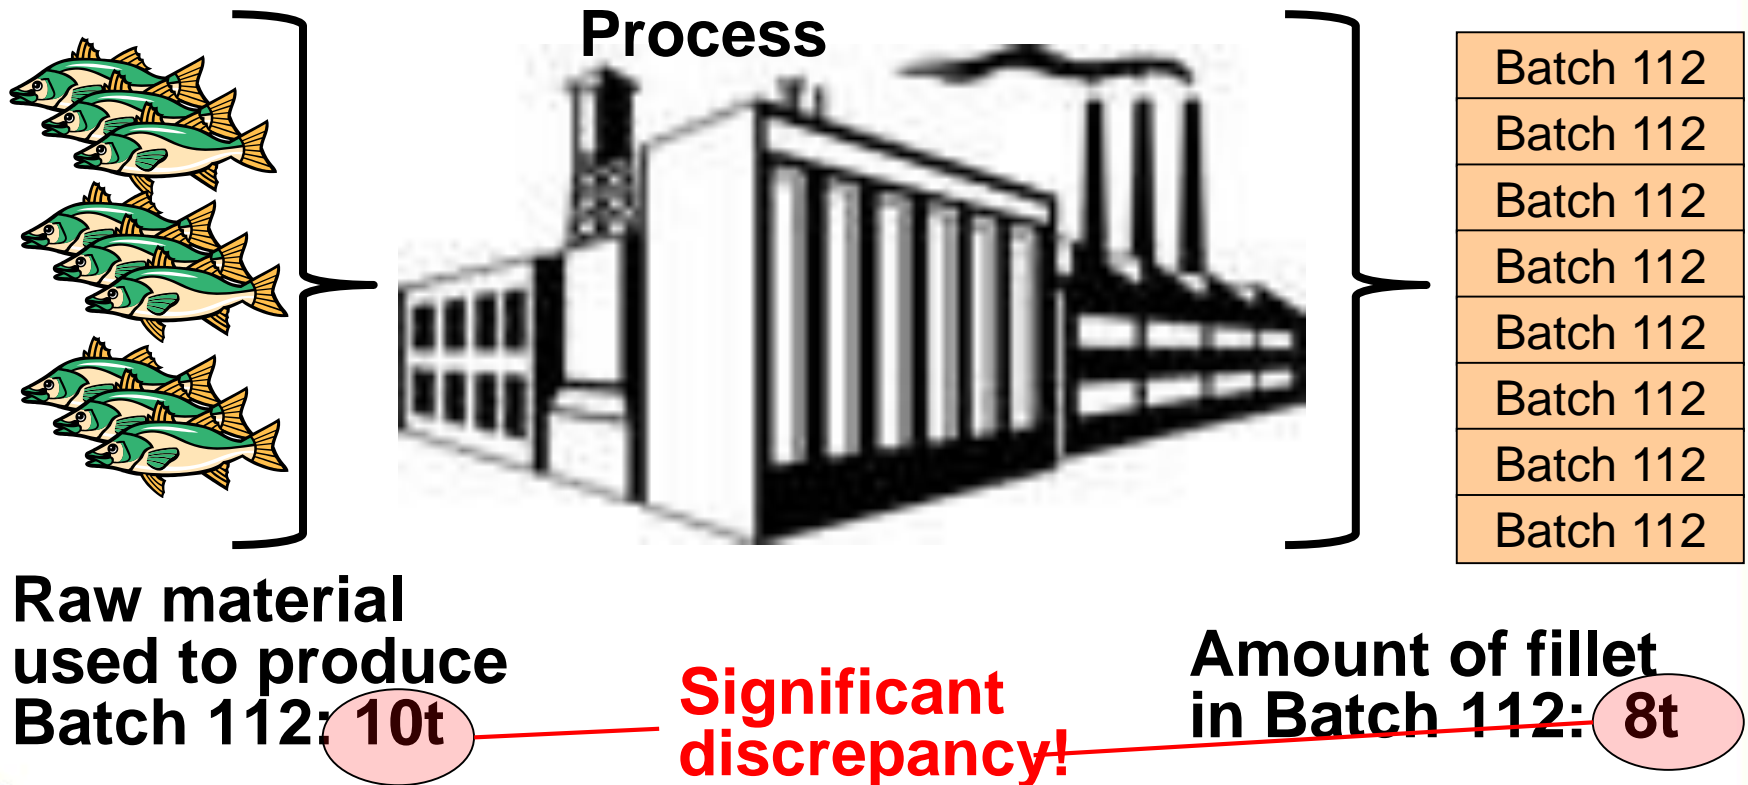 Process
Batch 112
Batch 112
Batch 112
Batch 112
Batch 112
Batch 112
Batch 112
Batch 112
Raw material
used to produce
Batch 112: 10t
Significant
discrepancy!
Amount of fillet
in Batch 112: 8t